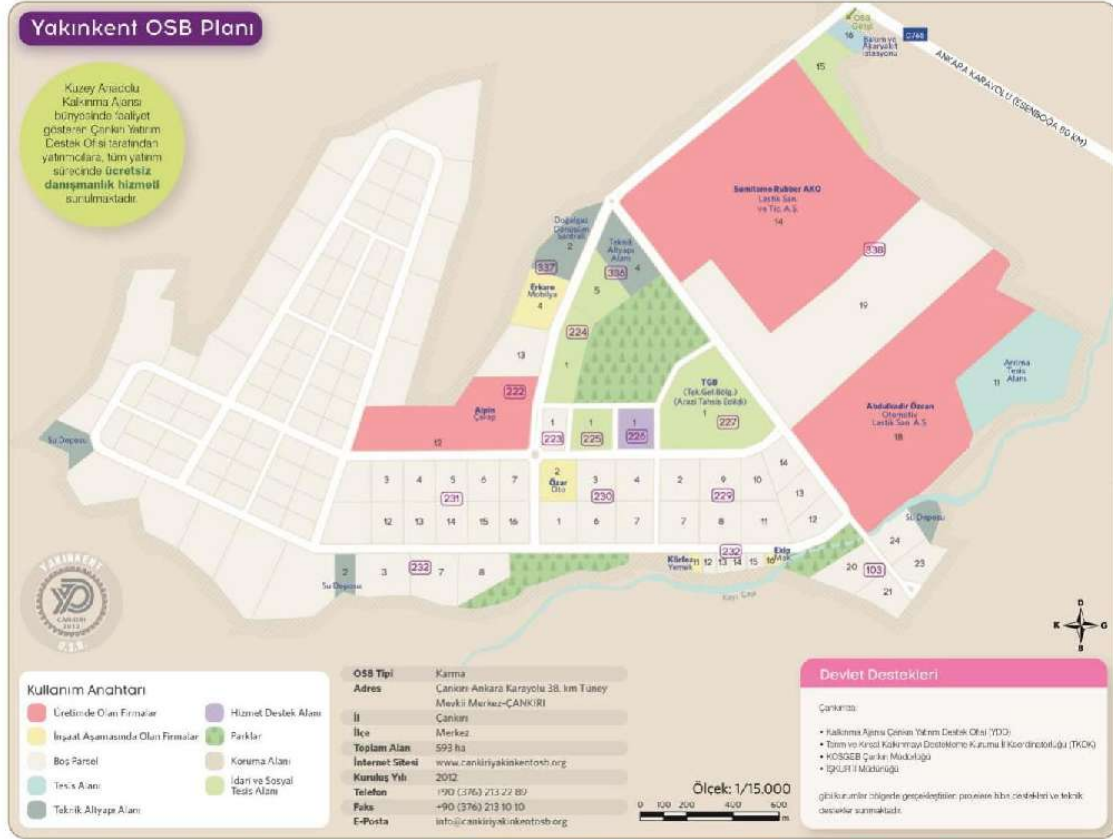 Yakınkent OSB Planı
Kuzey Anadolu
Kalkınma Ajansı
bünyesinde faaliyet
gösteren Çankırı Yatırım
Destek Ofisi tarafından
yatırımcılara, tüm yatırım
sürecinde ücretsiz
danışmanlık hizmeti
sunulmaktadır.
OSB
Girişi
16
Bakım ve
Akaryakıt
İstasyonu
D765
ANKARA KARAYOLU (ESENBOĞA 80 KM)
15
Sumitomo Rubber AKO
Lastik San.
ve Tic. A.Ş.
14
338
19
Doğalgaz
Dönüşüm
Santrali
2
Teknik
Altyapı
Alanı
4
337
336
Erkure
Mobilya
4
5
224
13
1
222
Alpin
Çorap
12
TGB
(Tek.Gel.Bölg.)
(Arazi Tahsis Edildi)
1
227
Arıtma
Tesis
Alanı
11
Abdulkadir Özcan
Otomotiv
Lastik San. A.Ş.
18
1
223
1
225
1
226
Su Deposu
3 4 5 6 7
231
12 13 14 15 16
2
Özar
Oto
3 4
230
1 6 7
2 9 10
229
7 8 11
14
13
12
Su Deposu
24
23
20
103
21
2
Su Deposu
3
232
7 8
Körfez
Yemek
11 12 13 14 15 16
232
Ekip
Mak.
Kayı Çayı
YAKINKENT
ÇANKIRI
2012
O.S.B.
D
K G
B
Kullanım Anahtarı
Üretimde Olan Firmalar
İnşaat Aşamasında Olan Firmalar
Boş Parsel
Tesis Alanı
Teknik Altyapı Alanı
Hizmet Destek Alanı
Parklar
Koruma Alanı
İdari ve Sosyal
Tesis Alanı
OSB Tipi Karma
Adres Çankırı-Ankara Karayolu 38. km Tüney
Mevkii Merkez-ÇANKIRI
İl Çankırı
İlçe Merkez
Toplam Alan 593 ha
İnternet Sitesi www.cankiriyakinkentosb.org
Kuruluş Yılı 2012
Telefon +90 (376) 213 22 89
Faks +90 (376) 213 10 10
E-Posta info@cankiriyakinkentosb.org
Ölçek: 1/15.000
0 100 200 400 600
m
Devlet Destekleri
Çankırıda;
• Kalkınma Ajansı Çankırı Yatırım Destek Ofisi (YDO)
• Tarım ve Kırsal Kalkınmayı Destekleme Kurumu İl Koordinatörlüğü (TKDK)
• KOSGEB Çankırı Müdürlüğü
• İŞKUR İl Müdürlüğü
gibi kurumlar bölgede gerçekleştirilen projelere hibe destekleri ve teknik
destekler sunmaktadır.